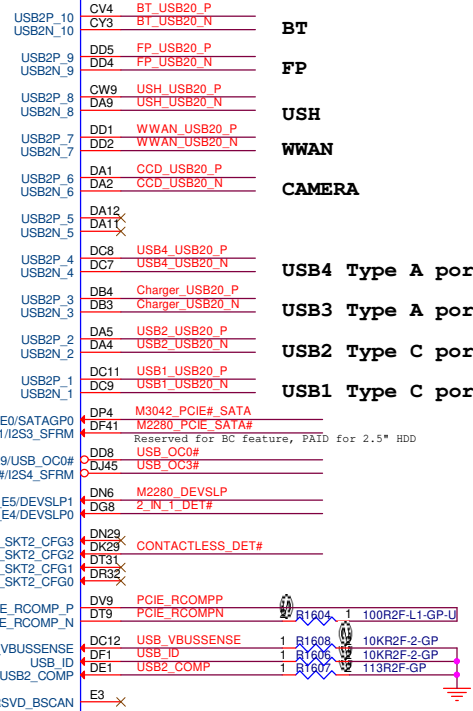 USB2P_10 CV4 BT_USB20_P
USB2N_10 CY3 BT_USB20_N
BT
USB2P_9 DD5 FP_USB20_P
USB2N_9 DD4 FP_USB20_N
FP
USB2P_8 CW9 USH_USB20_P
USB2N_8 DA9 USH_USB20_N
USH
USB2P_7 DD1 WWAN_USB20_P
USB2N_7 DD2 WWAN_USB20_N
WWAN
USB2P_6 DA1 CCD_USB20_P
USB2N_6 DA2 CCD_USB20_N
CAMERA
USB2P_5 DA12
USB2N_5 DA11
USB2P_4 DC8 USB4_USB20_P
USB2N_4 DC7 USB4_USB20_N
USB4 Type A por
USB2P_3 DB4 Charger_USB20_P
USB2N_3 DB3 Charger_USB20_N
USB3 Type A por
USB2P_2 DA5 USB2_USB20_P
USB2N_2 DA4 USB2_USB20_N
USB2 Type C por
USB2P_1 DC11 USB1_USB20_P
USB2N_1 DC9 USB1_USB20_N
USB1 Type C por
E0/SATAGP0 DP4 M3042_PCIE#_SATA
1/I2S3_SFRM DF41 M2280_PCIE_SATA#
Reserved for BC feature, PAID for 2.5" HDD
9/USB_OC0# DD8 USB_OC0#
#/I2S4_SFRM DJ45 USB_OC3#
_E5/DEVSLP1 DN6 M2280_DEVSLP
_E4/DEVSLP0 DG8 2_IN_1_DET#
_SKT2_CFG3 DN29
_SKT2_CFG2 DK29 CONTACTLESS_DET#
_SKT2_CFG1 DT31
_SKT2_CFG0 DR32
E_RCOMP_P DV9 PCIE_RCOMPP
E_RCOMP_N DT9 PCIE_RCOMPN 2 R1604 1 100R2F-L1-GP-U
_VBUSSENSE DC12 USB_VBUSSENSE 1 R1608 10KR2F-2-GP
USB_ID DF1 USB_ID 1 R1606 10KR2F-2-GP
USB2_COMP DE1 USB2_COMP 1 R1607 113R2F-GP
RSVD_BSCAN E3